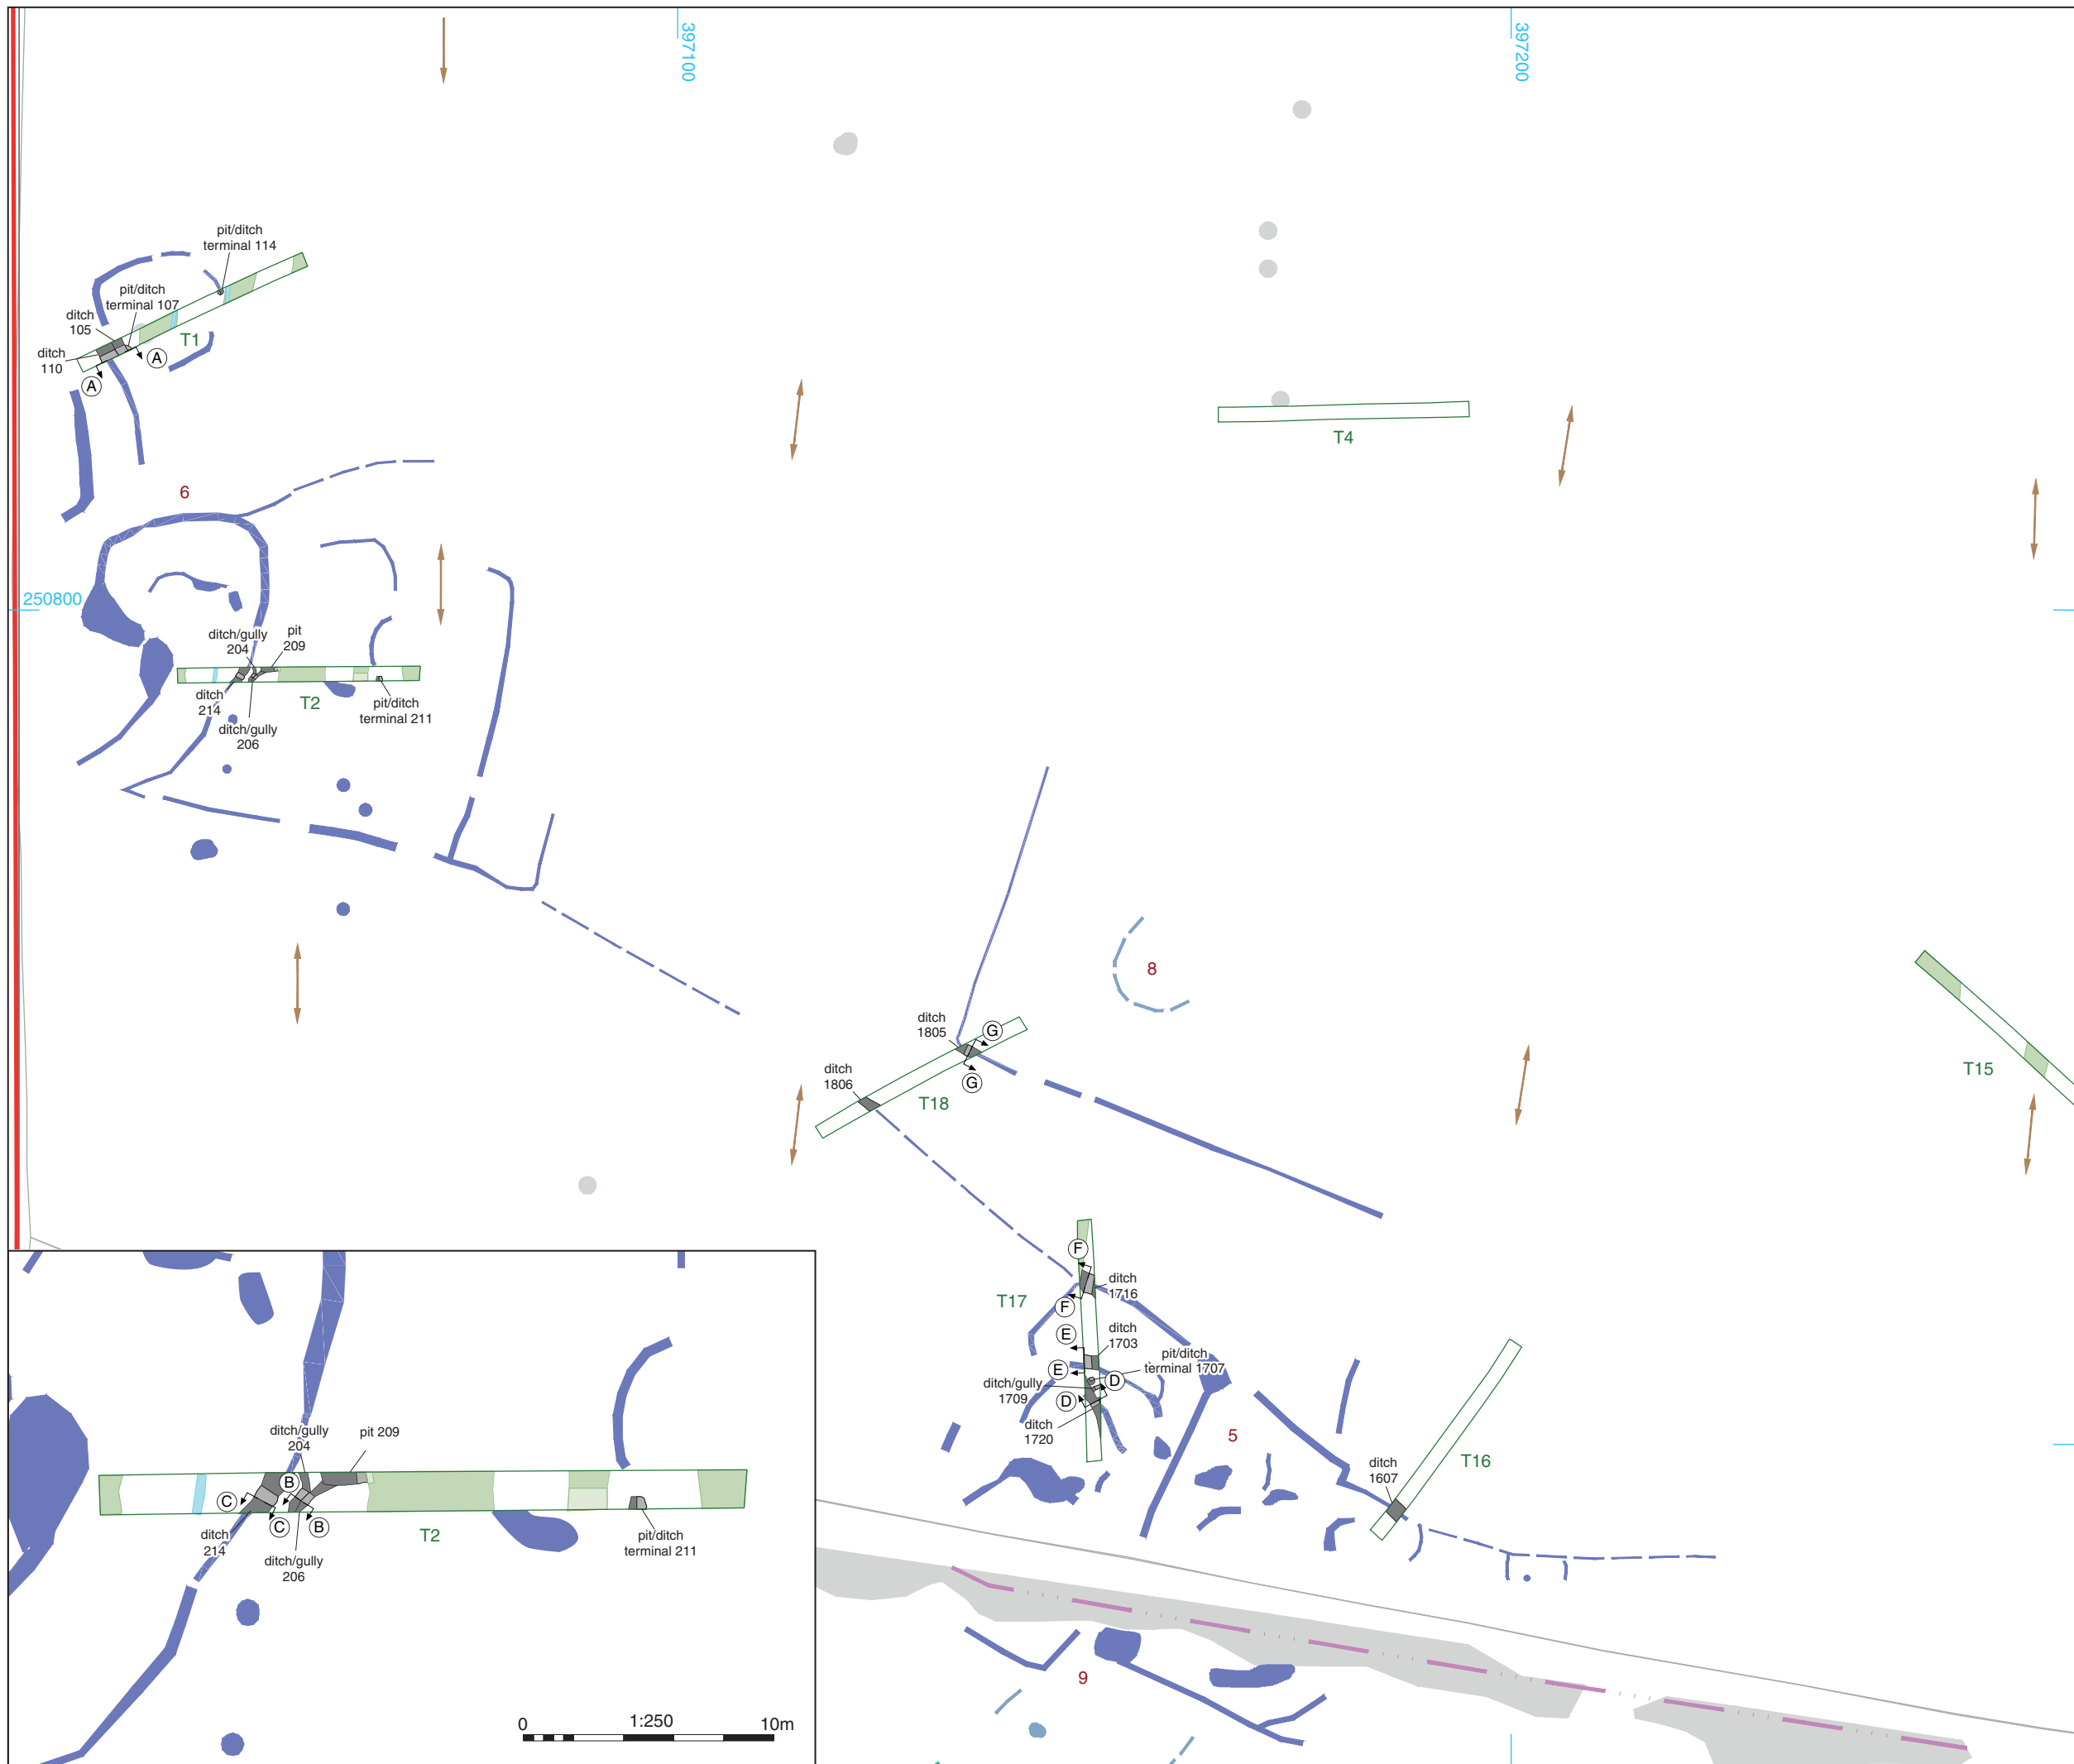 397100
397200
pit/ditch
terminal 114
pit/ditch
terminal 107
ditch
105
T1
ditch
110
A
A
T4
6
250800
ditch/gully
204
pit
209
ditch
214
T2
pit/ditch
terminal 211
ditch/gully
206
8
ditch
1805
G
G
ditch
1806
T18
T15
F
ditch
1716
T17
F
E
ditch
1703
pit/ditch
terminal 1707
E
D
ditch/gully
1709
D
ditch
1720
5
ditch
1607
T16
9
ditch/gully
204
pit 209
B
C
C
B
T2
ditch
214
ditch/gully
206
pit/ditch
terminal 211
0
1:250
10m